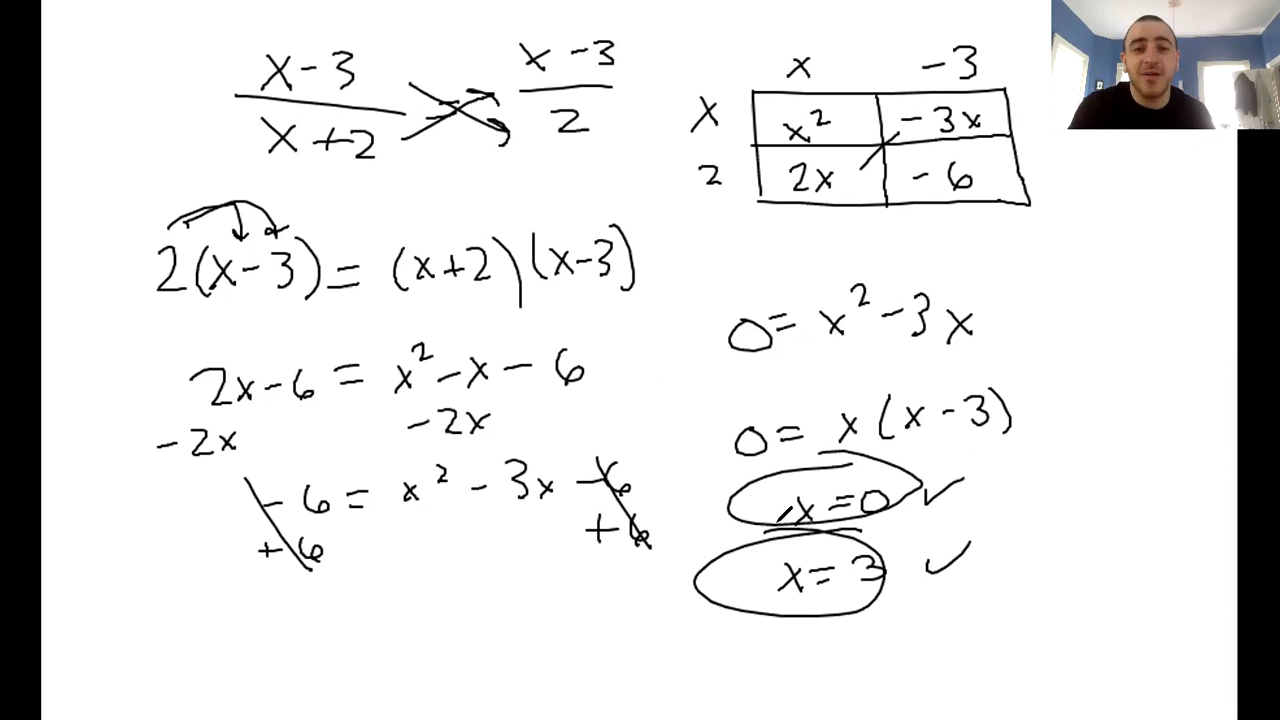 x-3 x-3
x+2 2
x -3
x x² -3x
2 2x -6
2(x-3) = (x+2)(x-3)
2x-6 = x²-x-6
-2x -2x
-6 = x²-3x-6
+6 +6
0= x²-3x
0= x(x-3)
x=0
x=3